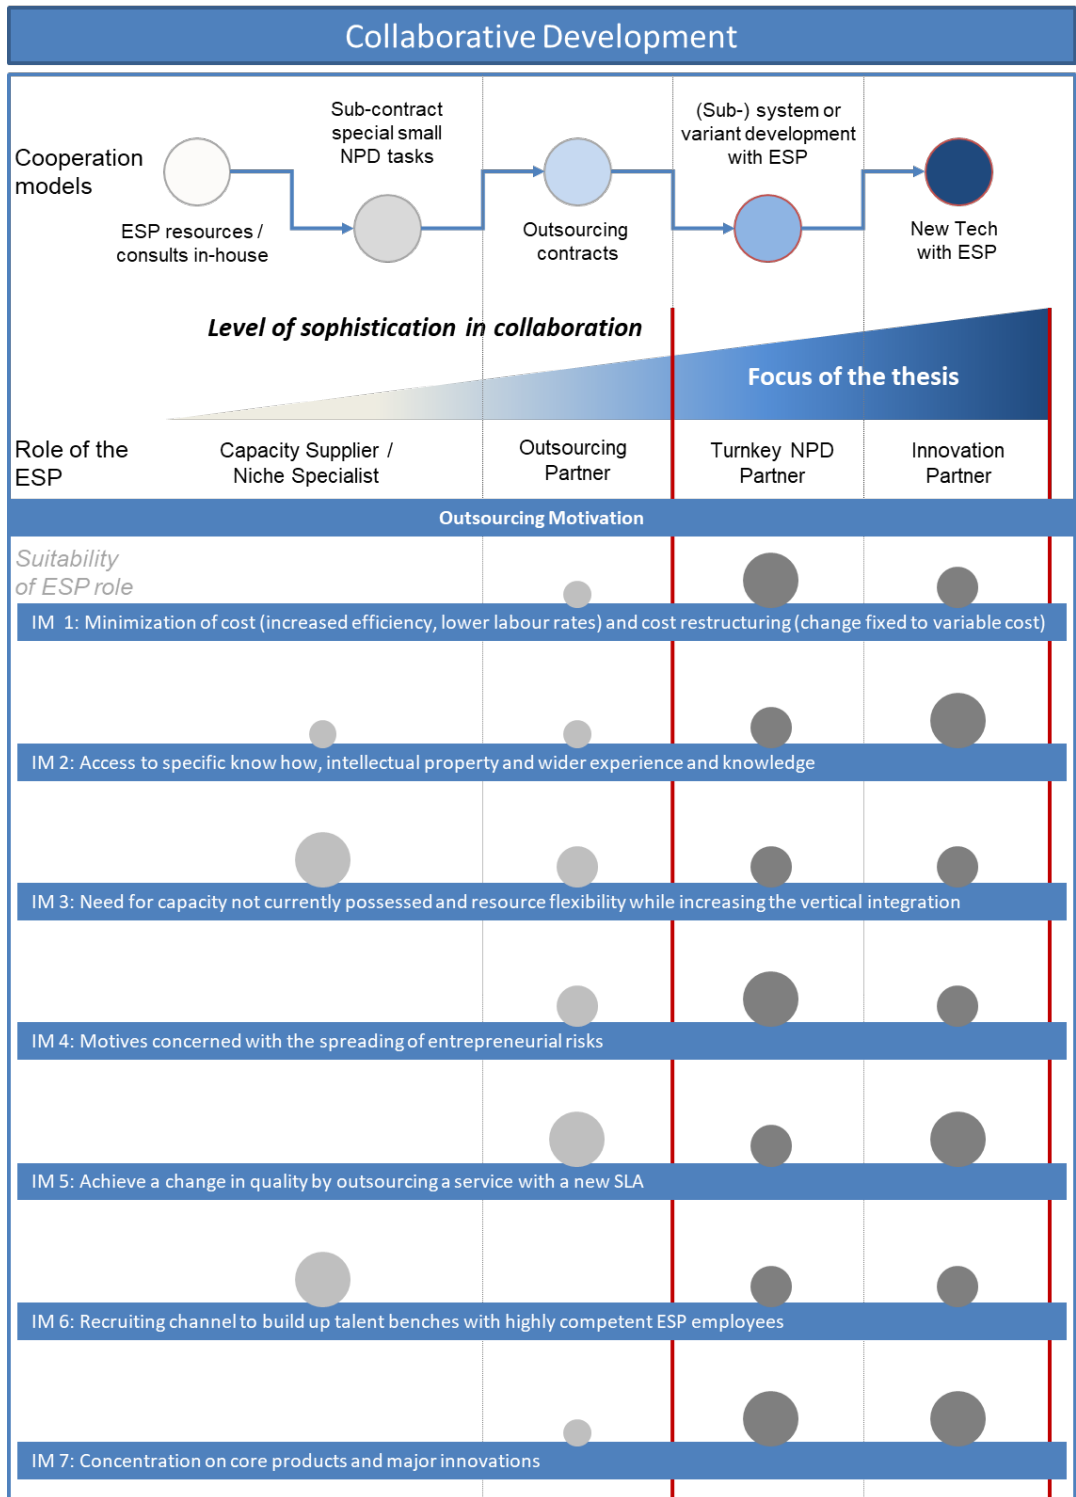 Collaborative Development
Sub-contract
special small
NPD tasks
(Sub-) system or
variant development
with ESP
Cooperation
models
ESP resources /
consults in-house
Outsourcing
contracts
New Tech
with ESP
Level of sophistication in collaboration
Focus of the thesis
Role of the
ESP
Capacity Supplier /
Niche Specialist
Outsourcing
Partner
Turnkey NPD
Partner
Innovation
Partner
Outsourcing Motivation
Suitability
of ESP role
IM 1: Minimization of cost (increased efficiency, lower labour rates) and cost restructuring (change fixed to variable cost)
IM 2: Access to specific know how, intellectual property and wider experience and knowledge
IM 3: Need for capacity not currently possessed and resource flexibility while increasing the vertical integration
IM 4: Motives concerned with the spreading of entrepreneurial risks
IM 5: Achieve a change in quality by outsourcing a service with a new SLA
IM 6: Recruiting channel to build up talent benches with highly competent ESP employees
IM 7: Concentration on core products and major innovations